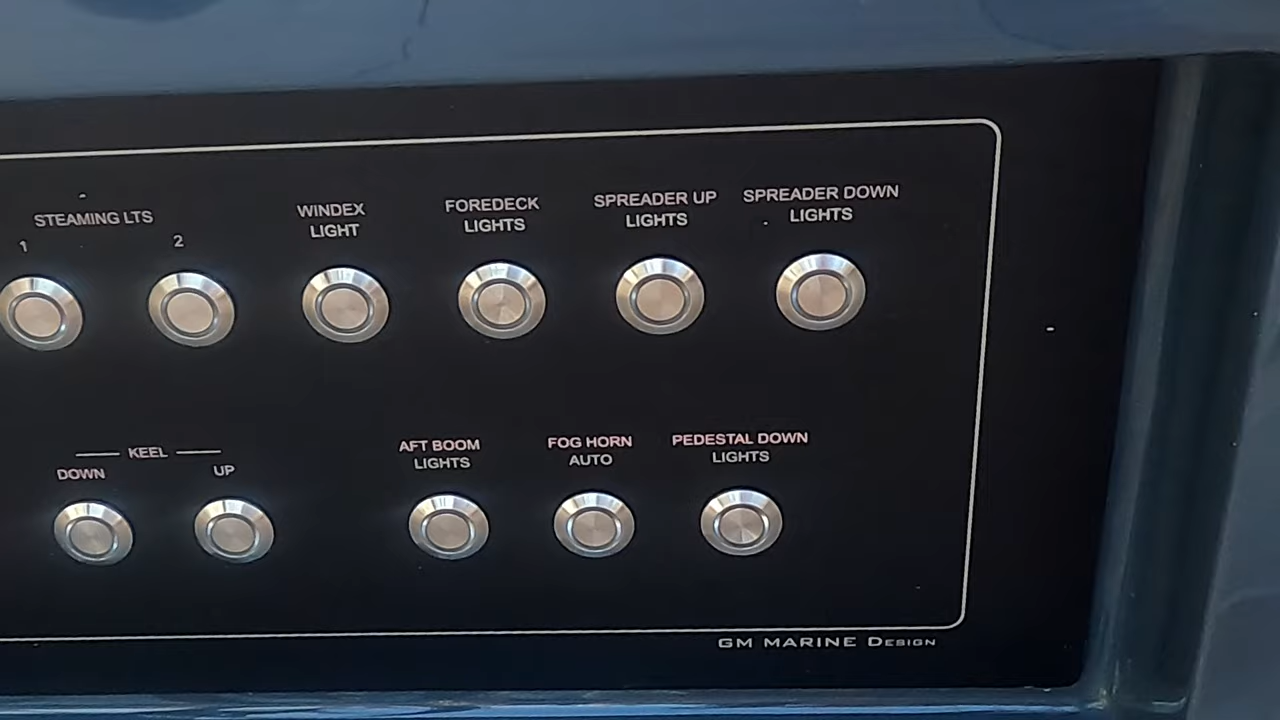 STEAMING LTS
1 2
WINDEX
LIGHT
FOREDECK
LIGHTS
SPREADER UP
LIGHTS
SPREADER DOWN
LIGHTS
KEEL
DOWN UP
AFT BOOM
LIGHTS
FOG HORN
AUTO
PEDESTAL DOWN
LIGHTS
GM MARINE DESIGN